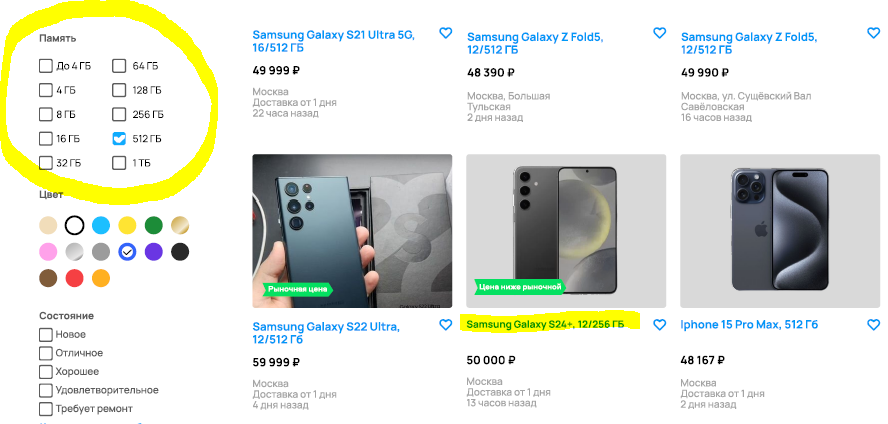 Память
До 4 ГБ
64 ГБ
4 ГБ
128 ГБ
8 ГБ
256 ГБ
16 ГБ
512 ГБ
32 ГБ
1 ТБ
Цвет
Состояние
Новое
Отличное
Хорошее
Удовлетворительное
Требует ремонт
Samsung Galaxy S21 Ultra 5G,
16/512 ГБ
49 999 ₽
Москва
Доставка от 1 дня
22 часа назад
Samsung Galaxy Z Fold5,
12/512 ГБ
48 390 ₽
Москва, Большая
Тульская
2 дня назад
Samsung Galaxy Z Fold5,
12/512 ГБ
49 990 ₽
Москва, ул. Сущёвский Вал
Савёловская
16 часов назад
Рыночная цена
Samsung Galaxy S22 Ultra,
12/512 Гб
59 999 ₽
Москва
Доставка от 1 дня
4 дня назад
Цена ниже рыночной
Samsung Galaxy S24+, 12/256 ГБ
50 000 ₽
Москва
Доставка от 1 дня
13 часов назад
Iphone 15 Pro Max, 512 Гб
48 167 ₽
Москва
Доставка от 1 дня
2 дня назад